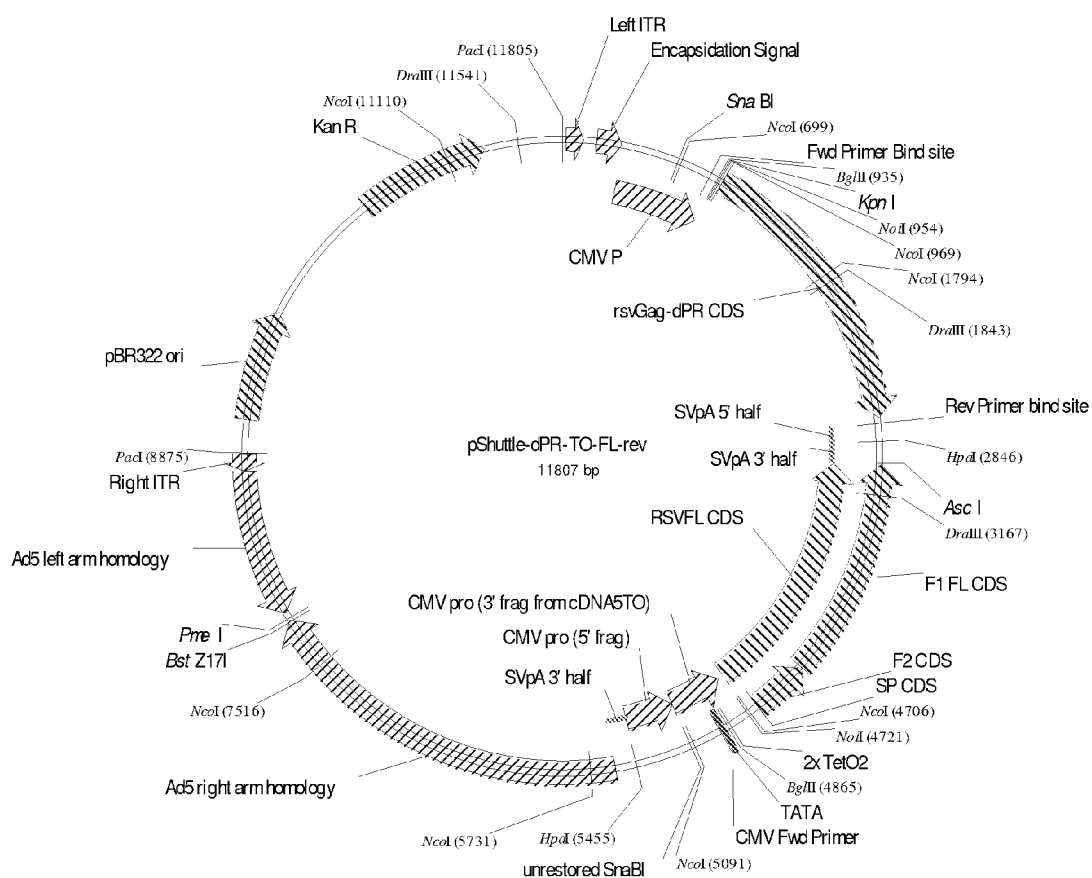 Left ITR
PacI (11805)
Encapsidation Signal
DraIII (11541)
Sna BI
NcoI (11110)
NcoI (699)
Kan R
Fwd Primer Bind site
BglII (935)
Kpn I
NotI (954)
CMV P
NcoI (969)
NcoI (1794)
rsvGag-dPR CDS
DraIII (1843)
pBR322 ori
Rev Primer bind site
SVpA 5' half
pShuttle-dPR-TO-FL-rev
HpaI (2846)
PacI (8875)
SVpA 3' half
11807 bp
Right ITR
Asc I
RSVFL CDS
DraIII (3167)
Ad5 left arm homology
F1 FL CDS
CMV pro (3' frag from cDNA5TO)
Pme I
CMV pro (5' frag)
Bst Z17I
F2 CDS
SVpA 3' half
SP CDS
NcoI (7516)
NcoI (4706)
NotI (4721)
2x TetO2
Ad5 right arm homology
BglII (4865)
TATA
NcoI (5731)
HpaI (5455)
CMV Fwd Primer
unrestored SnaBI
NcoI (5091)